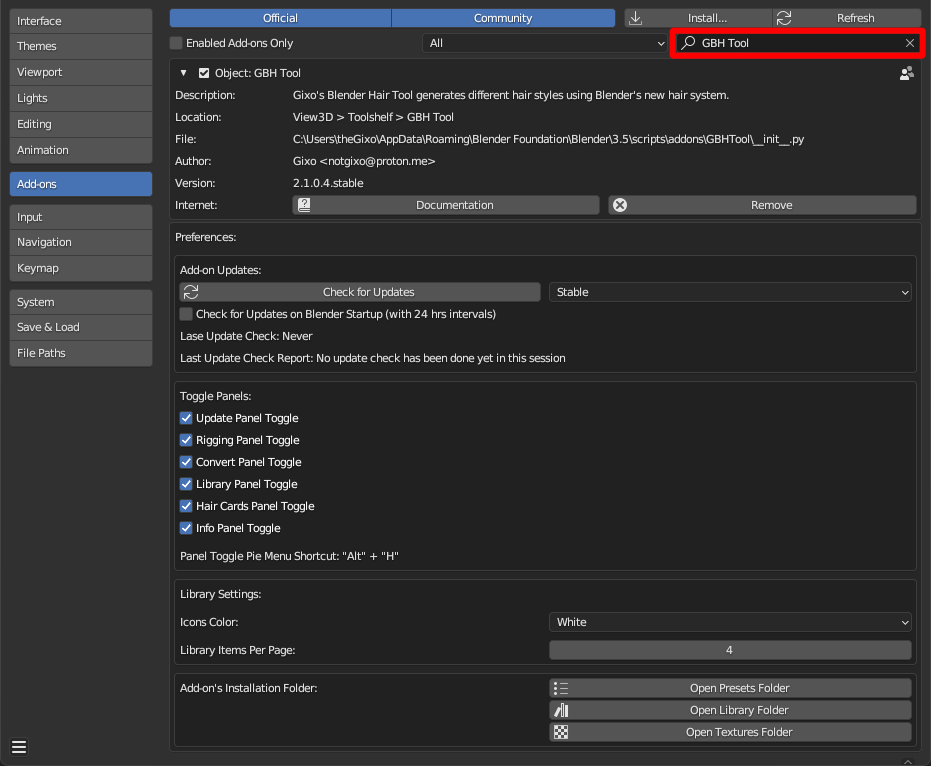 Interface
Themes
Viewport
Lights
Editing
Animation
Add-ons
Input
Navigation
Keymap
System
Save & Load
File Paths
Official Community Install... Refresh
Enabled Add-ons Only All GBH Tool
Object: GBH Tool
Description: Gixo's Blender Hair Tool generates different hair styles using Blender's new hair system.
Location: View3D > Toolshelf > GBH Tool
File: C:\Users\theGixo\AppData\Roaming\Blender Foundation\Blender\3.5\scripts\addons\GBHTool\__init__.py
Author: Gixo <notgixo@proton.me>
Version: 2.1.0.4.stable
Internet: Documentation Remove
Preferences:
Add-on Updates:
Check for Updates Stable
Check for Updates on Blender Startup (with 24 hrs intervals)
Lase Update Check: Never
Last Update Check Report: No update check has been done yet in this session
Toggle Panels:
Update Panel Toggle
Rigging Panel Toggle
Convert Panel Toggle
Library Panel Toggle
Hair Cards Panel Toggle
Info Panel Toggle
Panel Toggle Pie Menu Shortcut: "Alt" + "H"
Library Settings:
Icons Color: White
Library Items Per Page: 4
Add-on's Installation Folder: Open Presets Folder
Open Library Folder
Open Textures Folder